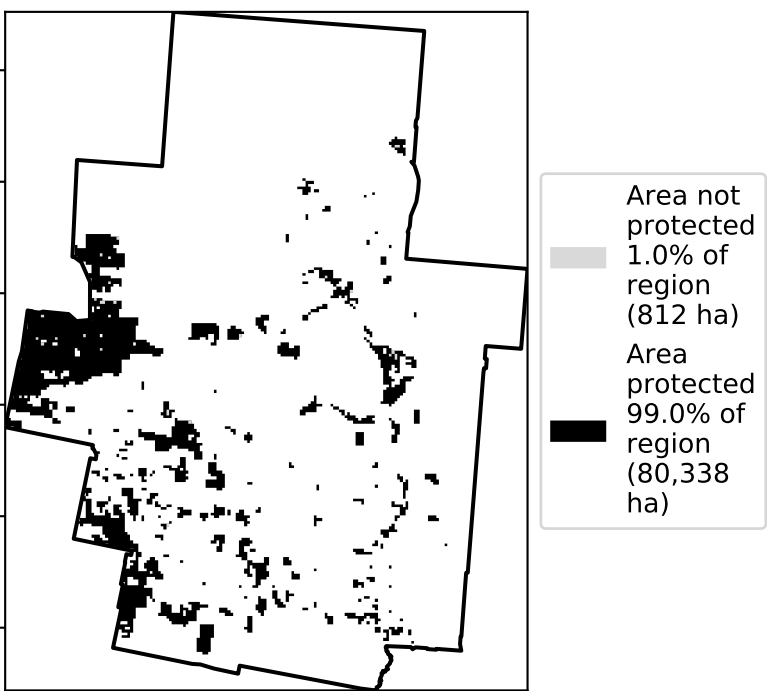 Area not
protected
1.0% of
region
(812 ha)
Area
protected
99.0% of
region
(80,338
ha)